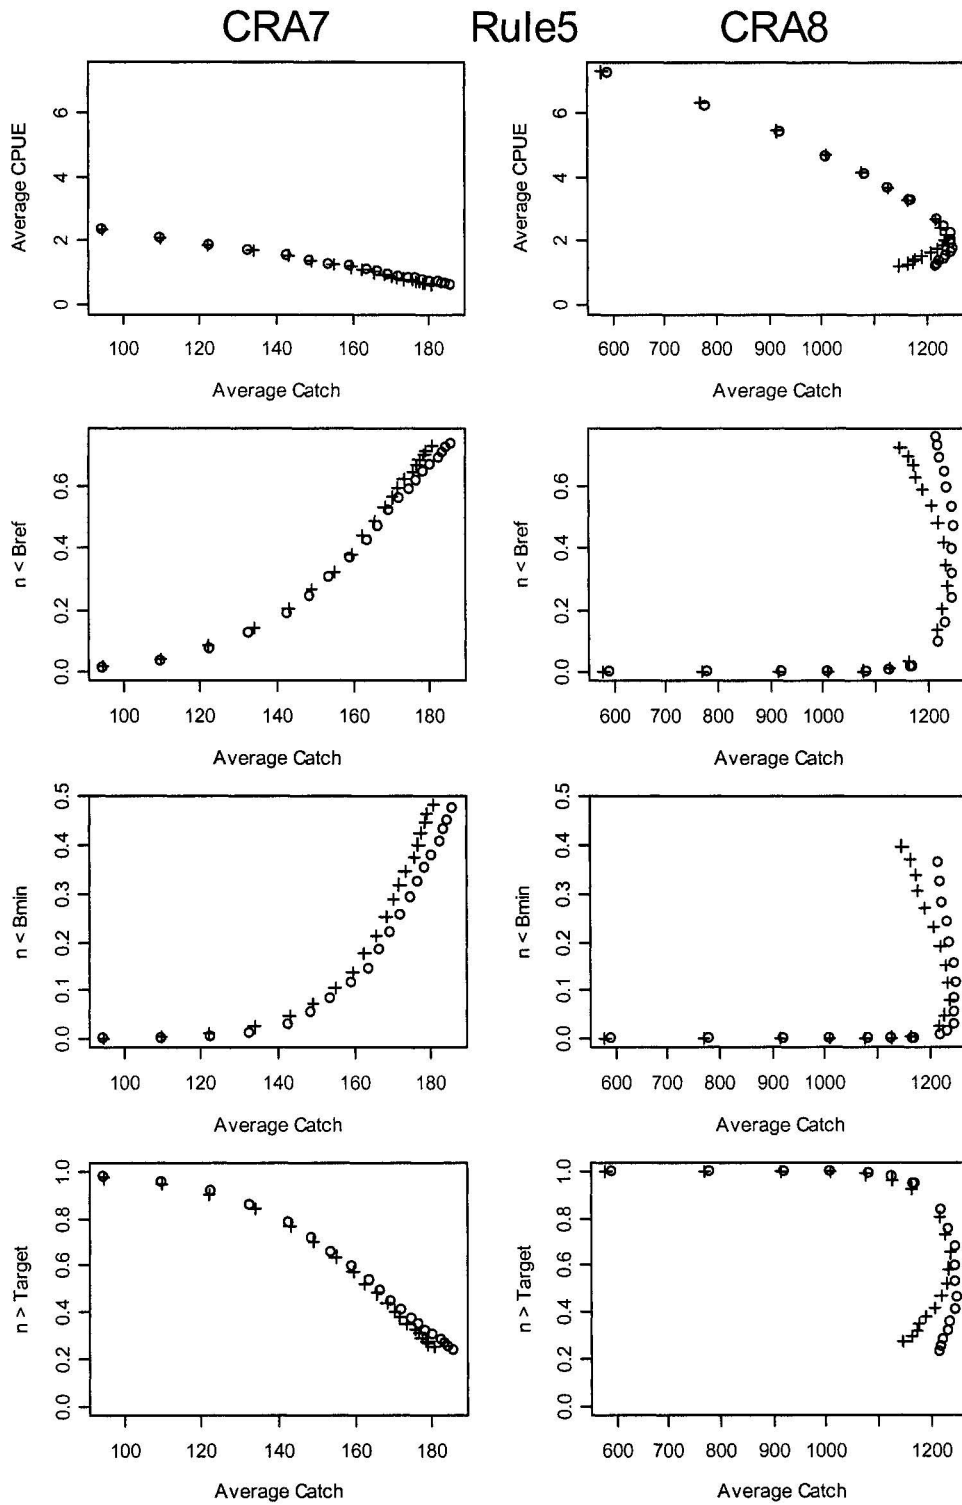 CRA7 Rule5 CRA8
Average CPUE
0 2 4 6
100 120 140 160 180
Average Catch
Average CPUE
0 2 4 6
600 700 800 900 1000 1200
Average Catch
n < Bref
0.0 0.2 0.4 0.6
100 120 140 160 180
Average Catch
n < Bref
0.0 0.2 0.4 0.6
600 700 800 900 1000 1200
Average Catch
n < Bmin
0.0 0.1 0.2 0.3 0.4 0.5
100 120 140 160 180
Average Catch
n < Bmin
0.0 0.1 0.2 0.3 0.4 0.5
600 700 800 900 1000 1200
Average Catch
n > Target
0.0 0.2 0.4 0.6 0.8 1.0
100 120 140 160 180
Average Catch
n > Target
0.0 0.2 0.4 0.6 0.8 1.0
600 700 800 900 1000 1200
Average Catch